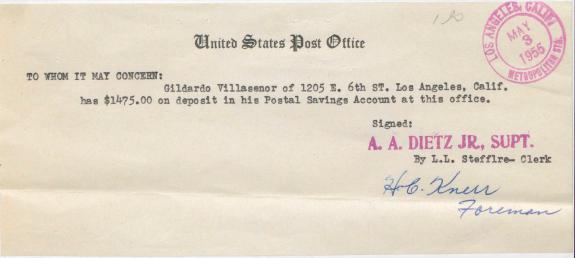 United States Post Office
LOS ANGELES, CALIF.
MAY
3
1956
METROPOLITAN STA.
TO WHOM IT MAY CONCERN:
Gildardo Villasenor of 1205 E. 6th ST. Los Angeles, Calif.
has $1475.00 on deposit in his Postal Savings Account at this office.
Signed:
A. A. DIETZ JR., SUPT.
By L.L. Stefflre- Clerk
H.C. Knerr
Foreman